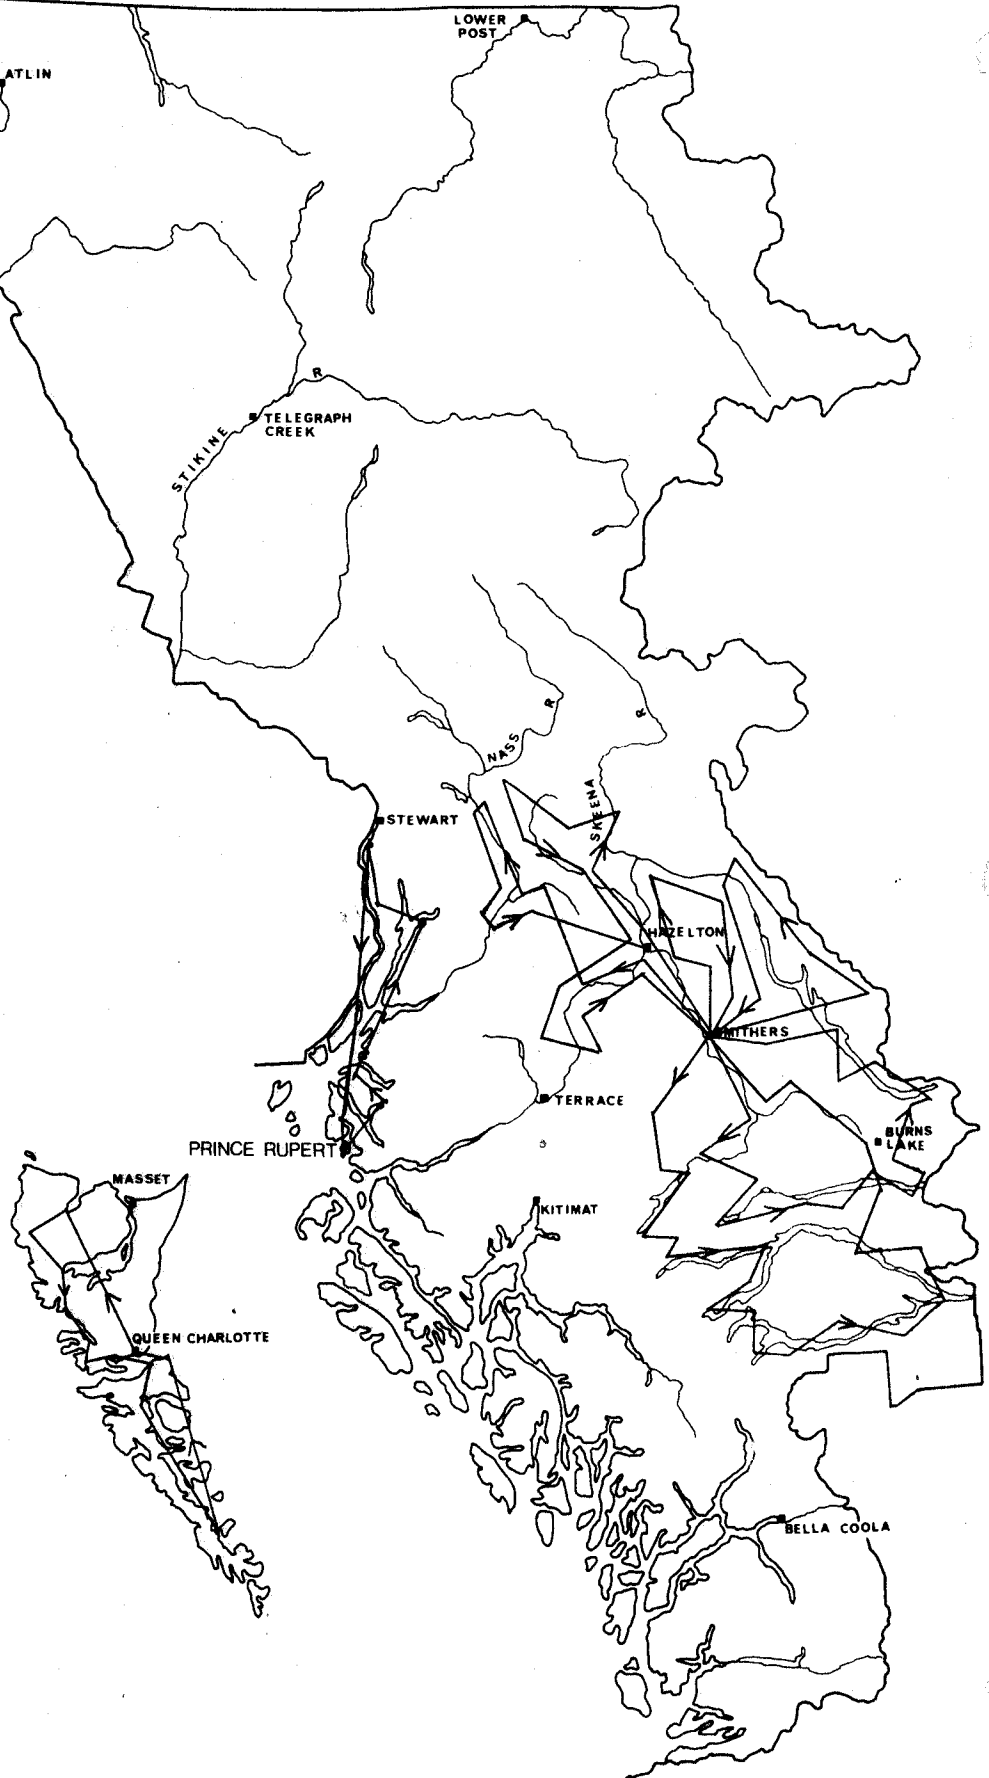 LOWER
POST
ATLIN
R
TELEGRAPH
CREEK
STIKINE
R
R
NASS
SKEENA
STEWART
HAZELTON
SMITHERS
TERRACE
BURNS
LAKE
PRINCE RUPERT
MASSET
KITIMAT
QUEEN CHARLOTTE
BELLA COOLA